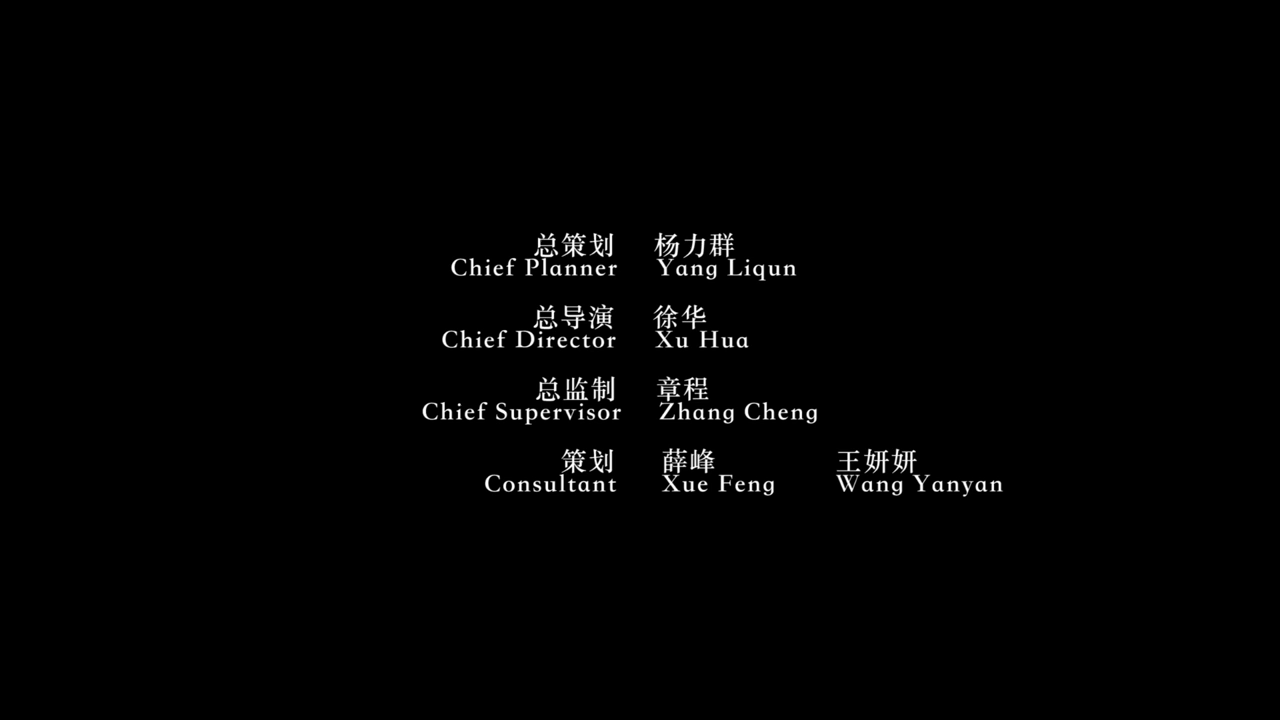 总策划 杨力群
Chief Planner Yang Liqun
总导演 徐华
Chief Director Xu Hua
总监制 章程
Chief Supervisor Zhang Cheng
策划 薛峰 王妍妍
Consultant Xue Feng Wang Yanyan